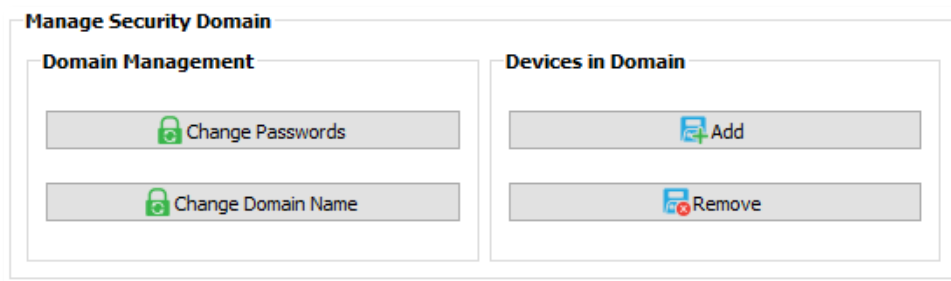 Manage Security Domain
Domain Management
Change Passwords
Change Domain Name
Devices in Domain
Add
Remove